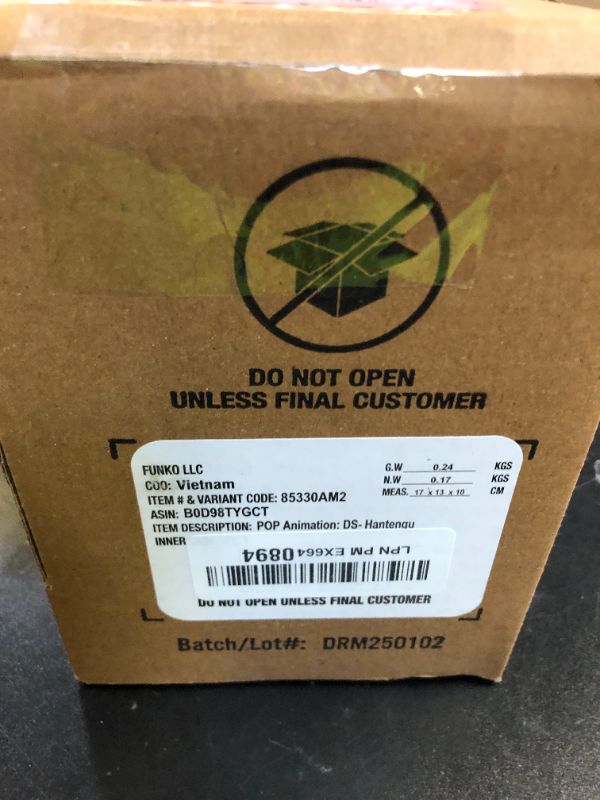 DO NOT OPEN
UNLESS FINAL CUSTOMER
FUNKO LLC
COO: Vietnam
ITEM # & VARIANT CODE: 85330AM2
ASIN: B0D98TYGCT
ITEM DESCRIPTION: POP Animation: DS- Hantengu
INNER
G.W 0.24 KGS
N.W 0.17 KGS
MEAS. 17 x 13 x 10 CM
LPN PM EX6640894
DO NOT OPEN UNLESS FINAL CUSTOMER
Batch/Lot#: DRM250102